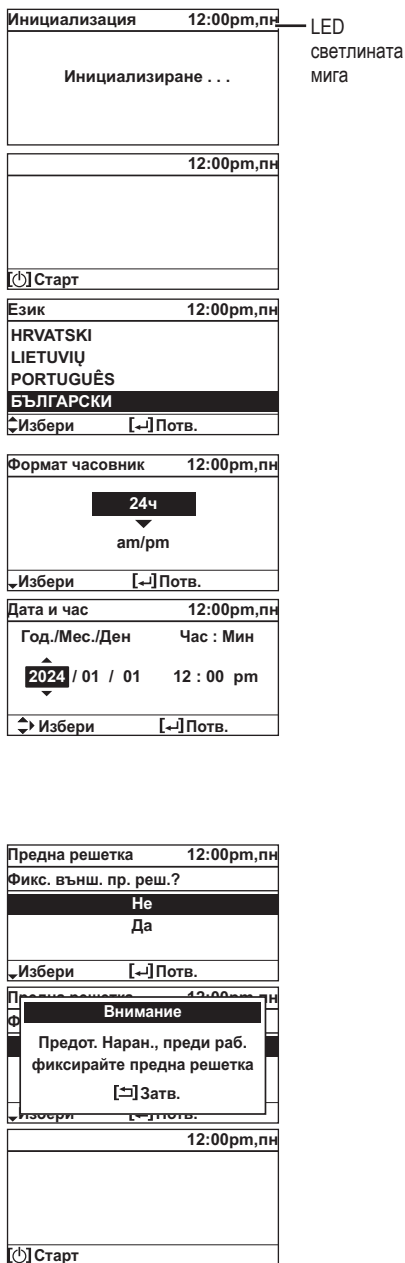 Инициализация 12:00pm,пн
LED
светлината
мига
Инициализиране . . .
12:00pm,пн
[⏻] Старт
Език 12:00pm,пн
HRVATSKI
LIETUVIŲ
PORTUGUÊS
БЪЛГАРСКИ
Избери [↵] Потв.
Формат часовник 12:00pm,пн
24ч
am/pm
Избери [↵] Потв.
Дата и час 12:00pm,пн
Год./Мес./Ден Час : Мин
2024 / 01 / 01 12 : 00 pm
Избери [↵] Потв.
Предна решетка 12:00pm,пн
Фикс. външ. пр. реш.?
Не
Да
Избери [↵] Потв.
Внимание
Предот. Наран., преди раб.
фиксирайте предна решетка
[⮌] Затв.
12:00pm,пн
[⏻] Старт